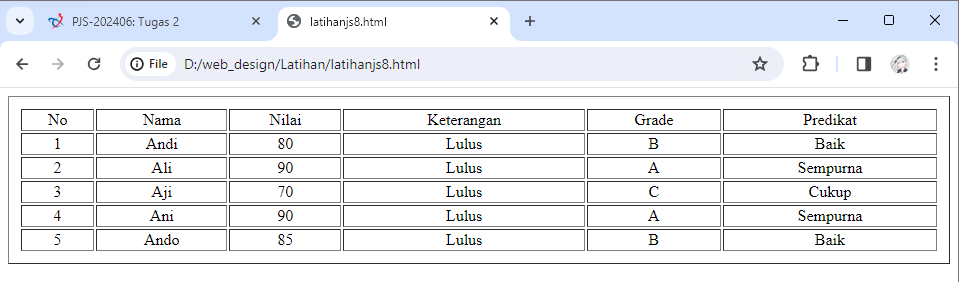 PJS-202406: Tugas 2
latihanjs8.html
File D:/web_design/Latihan/latihanjs8.html
No Nama Nilai Keterangan Grade Predikat
1 Andi 80 Lulus B Baik
2 Ali 90 Lulus A Sempurna
3 Aji 70 Lulus C Cukup
4 Ani 90 Lulus A Sempurna
5 Ando 85 Lulus B Baik